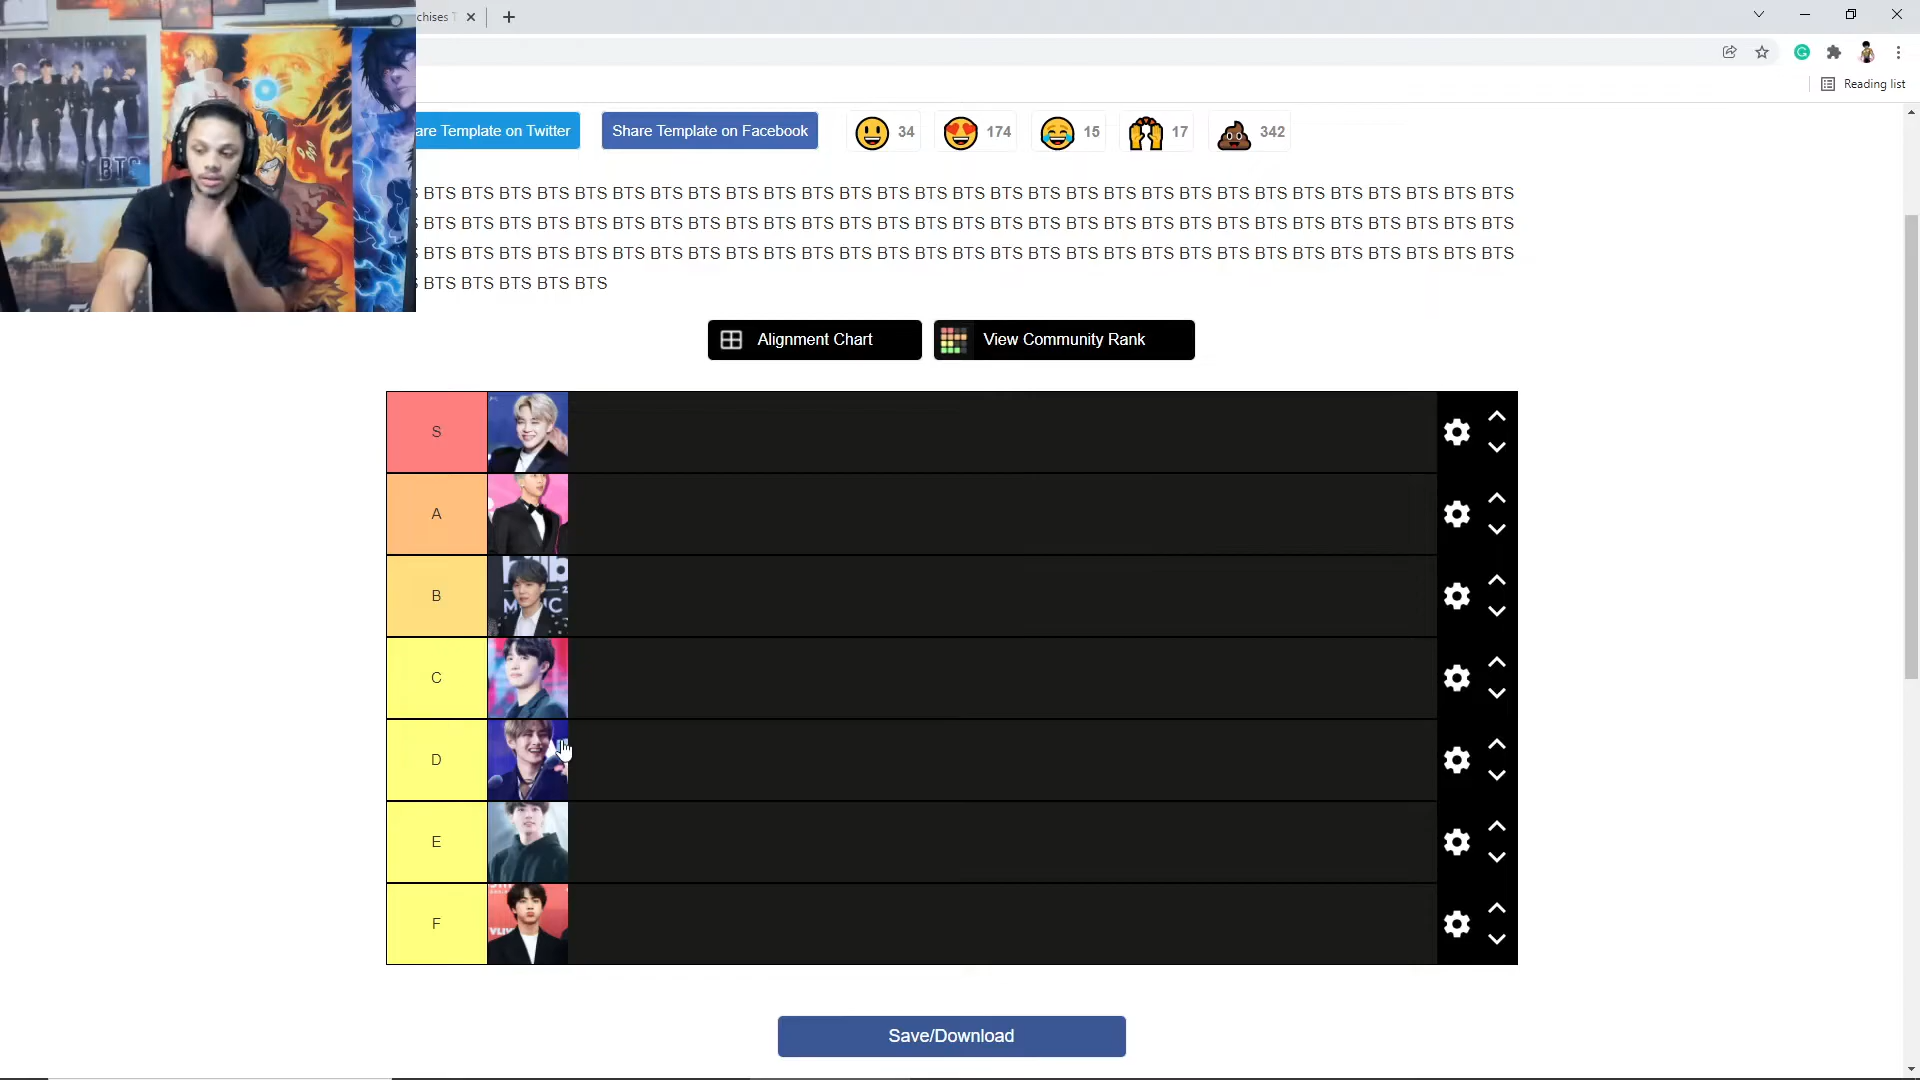 chises T
Reading list
are Template on Twitter
Share Template on Facebook
34
174
15
17
342
BTS BTS BTS BTS BTS BTS BTS BTS BTS BTS BTS BTS BTS BTS BTS BTS BTS BTS BTS BTS BTS BTS BTS BTS BTS BTS BTS BTS BTS
BTS BTS BTS BTS BTS BTS BTS BTS BTS BTS BTS BTS BTS BTS BTS BTS BTS BTS BTS BTS BTS BTS BTS BTS BTS BTS BTS BTS BTS
BTS BTS BTS BTS BTS BTS BTS BTS BTS BTS BTS BTS BTS BTS BTS BTS BTS BTS BTS BTS BTS BTS BTS BTS BTS BTS BTS BTS BTS
BTS BTS BTS BTS BTS
BTS
Alignment Chart
View Community Rank
S
A
B
C
D
E
F
Save/Download